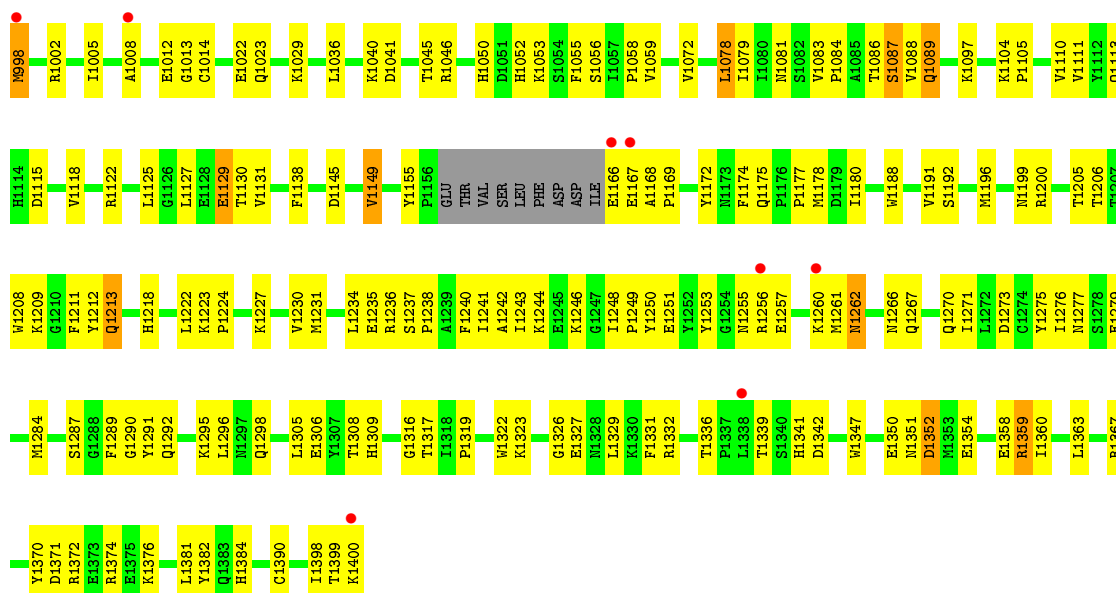 M998 R1002 I1005 A1008 E1012 G1013 C1014 E1022 Q1023 K1029 L1036 K1040 D1041 T1045 R1046 H1050 D1051 H1052 K1053 S1054 F1055 S1056 I1057 P1058 V1059 V1072 L1078 I1079 I1080 N1081 S1082 V1083 P1084 A1085 T1086 S1087 V1088 Q1089 K1097 K1104 P1105 V1110 V1111 Y1112
H1114 D1115 V1118 R1122 L1125 G1126 L1127 E1128 E1129 T1130 V1131 F1138 D1145 V1149 Y1155 P1156 GLU THR VAL SER LEU PHE ASP ASP ILE E1166 E1167 A1168 P1169 Y1172 N1173 F1174 Q1175 P1176 P1177 M1178 D1179 I1180 W1188 V1191 S1192 M1196 N1199 R1200 T1205 T1206
W1208 K1209 G1210 F1211 Y1212 Q1213 H1218 L1222 K1223 P1224 K1227 V1230 M1231 L1234 E1235 R1236 S1237 P1238 A1239 F1240 I1241 A1242 I1243 K1244 E1245 K1246 G1247 I1248 P1249 Y1250 E1251 Y1252 Y1253 G1254 N1255 R1256 E1257 K1260 M1261 N1262 N1266 Q1267 Q1270 I1271 L1272 D1273 C1274 Y1275 I1276 N1277 S1278
M1284 S1287 G1288 F1289 G1290 Y1291 Q1292 K1295 L1296 N1297 Q1298 L1305 E1306 Y1307 T1308 H1309 G1316 T1317 I1318 P1319 W1322 K1323 G1326 E1327 N1328 L1329 K1330 F1331 R1332 T1336 P1337 L1338 T1339 S1340 H1341 D1342 W1347 E1350 N1351 D1352 M1353 E1354 E1358 R1359 I1360 L1363 R1367
Y1370 D1371 R1372 E1373 R1374 E1375 K1376 L1381 Y1382 Q1383 H1384 C1390 I1398 T1399 K1400